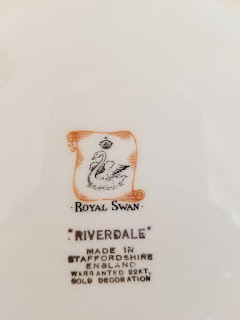 ROYAL SWAN
"RIVERDALE"
MADE IN
STAFFORDSHIRE
ENGLAND
WARRANTED 22KT.
GOLD DECORATION